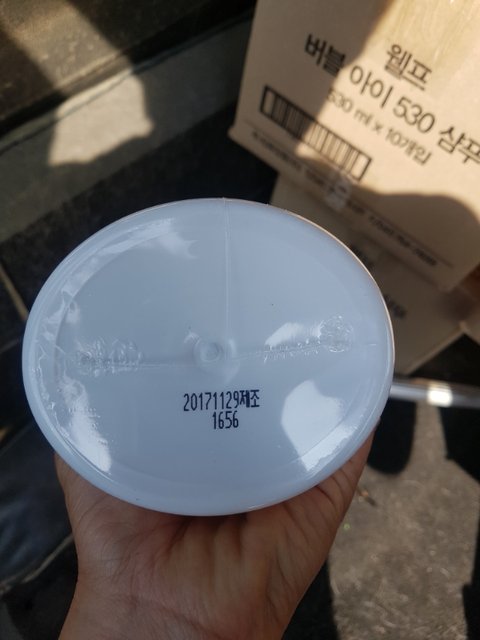 웰프
버블 아이 530 샴푸
530 ml x 10개입
20171129제조
1656